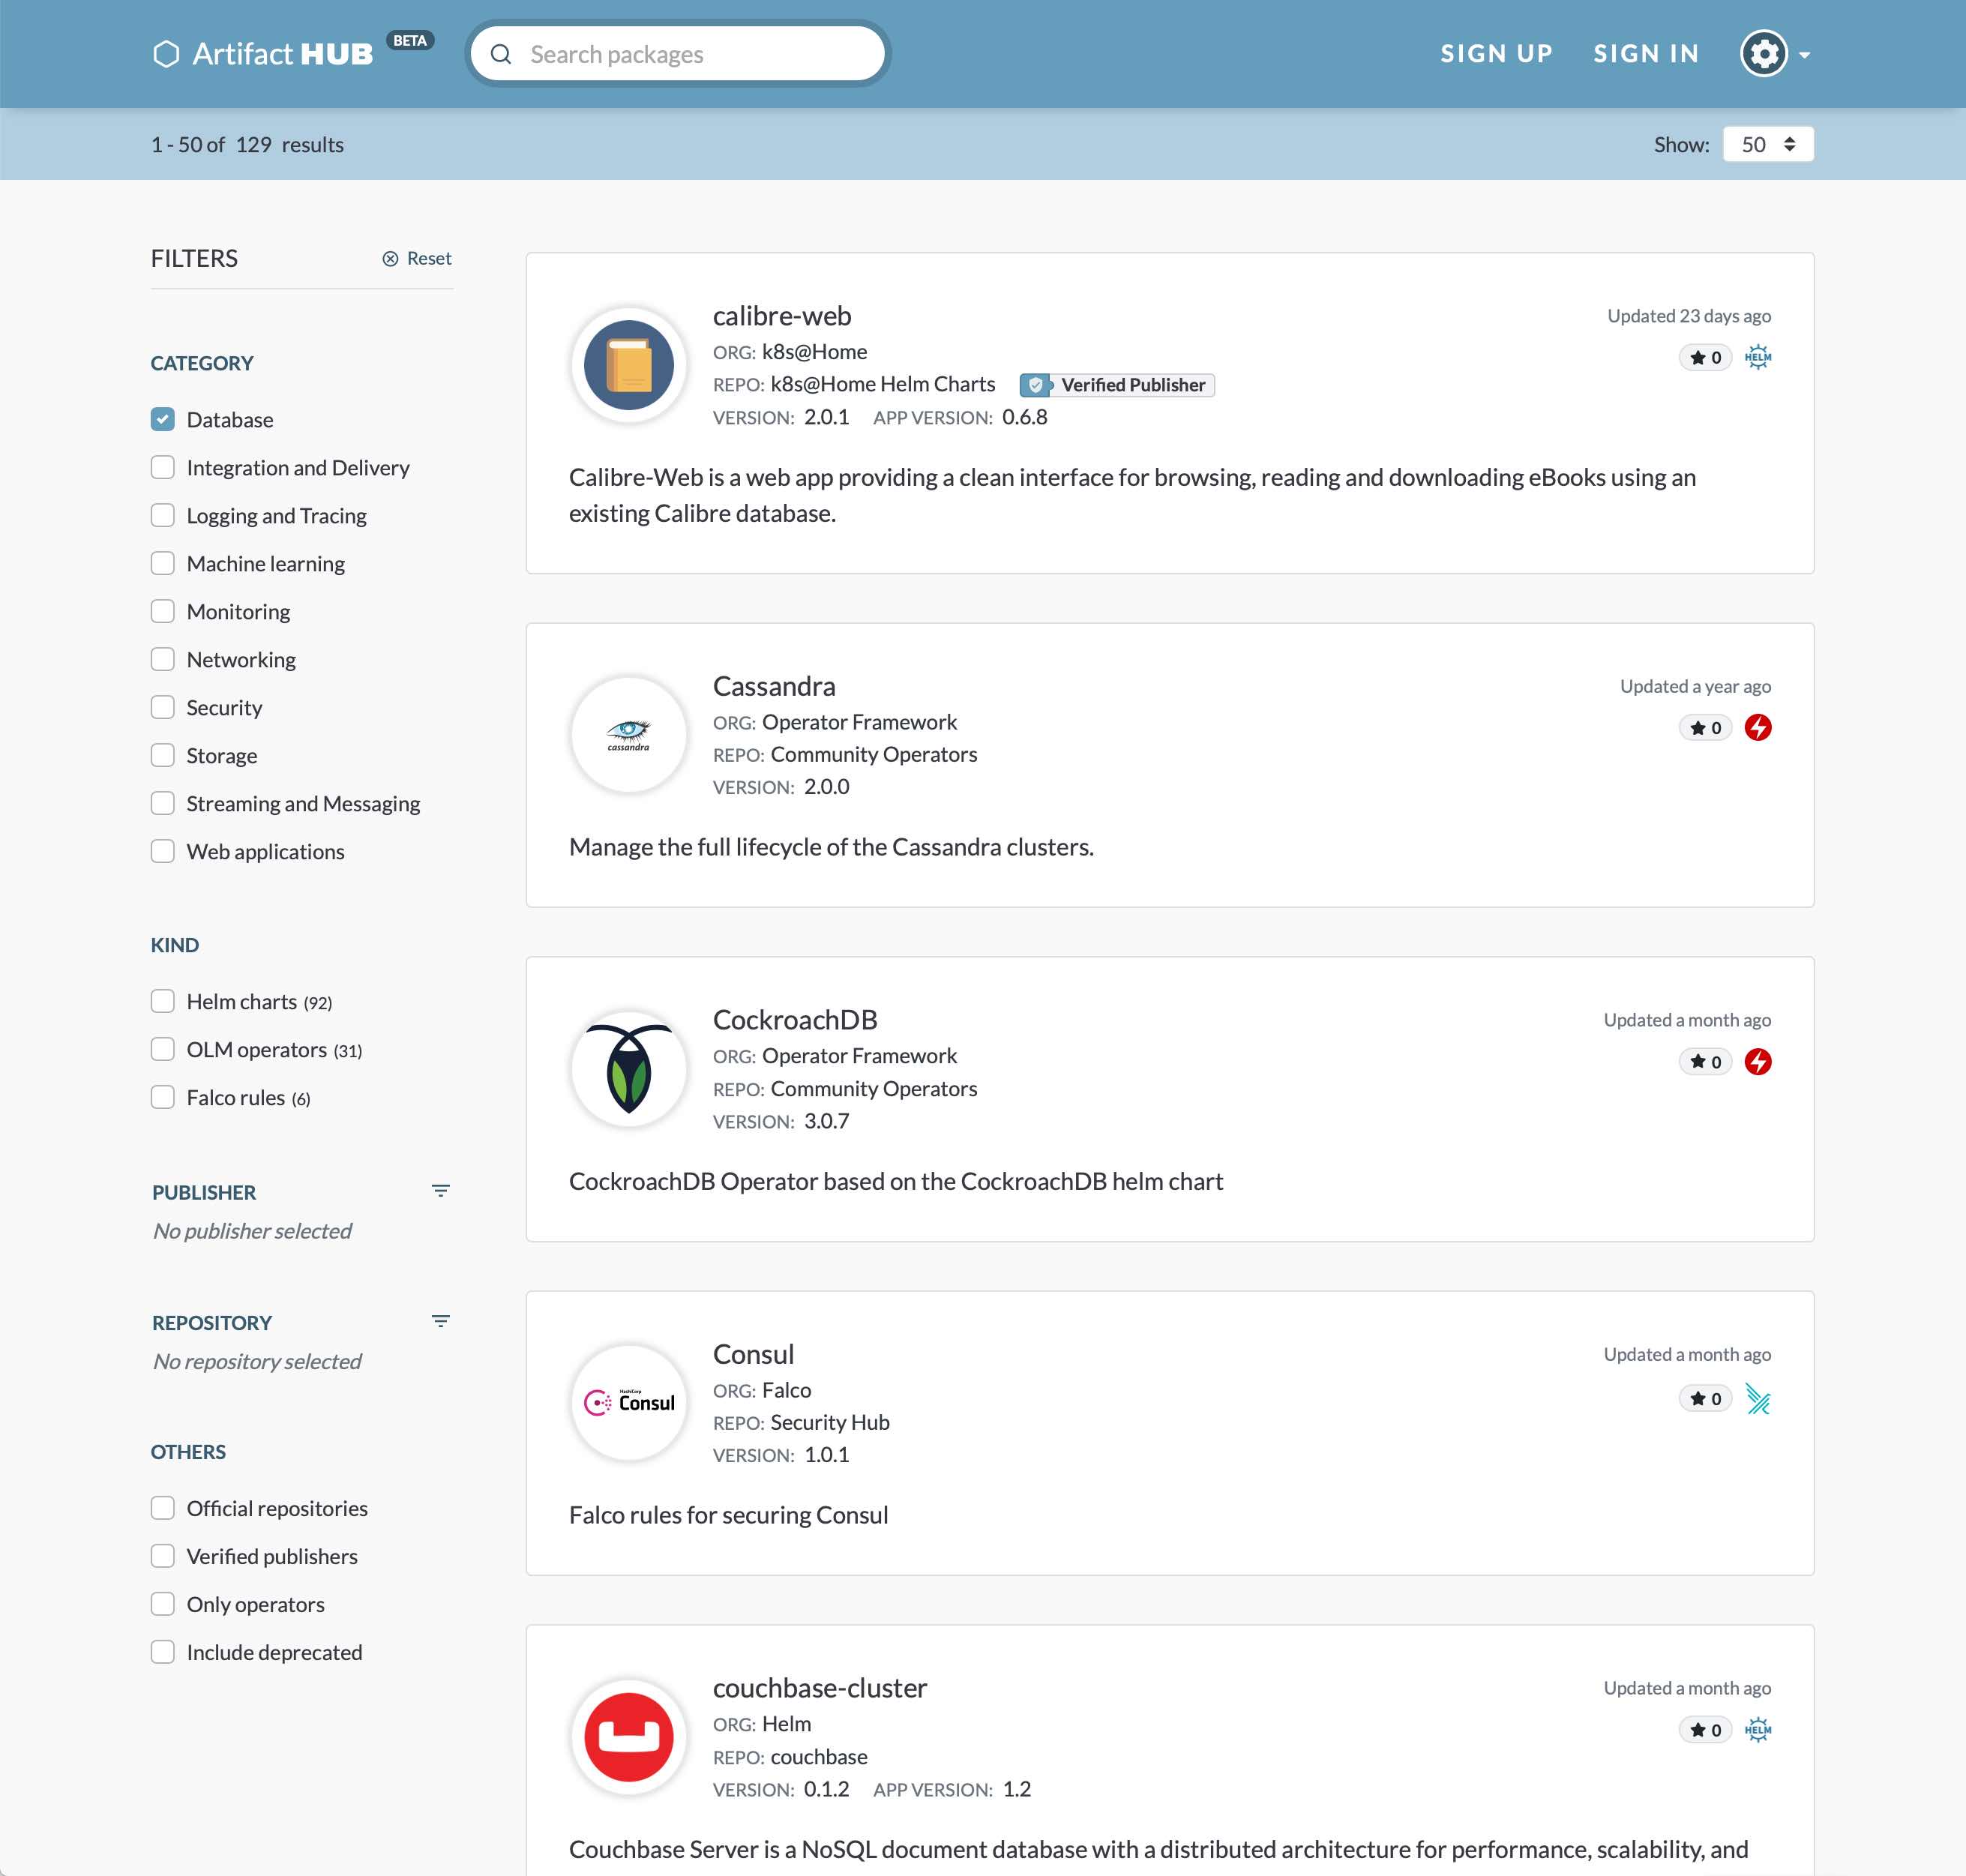 Artifact HUB BETA
Search packages
SIGN UP SIGN IN
1 - 50 of 129 results
Show: 50
FILTERS Reset
CATEGORY
Database
Integration and Delivery
Logging and Tracing
Machine learning
Monitoring
Networking
Security
Storage
Streaming and Messaging
Web applications
KIND
Helm charts (92)
OLM operators (31)
Falco rules (6)
PUBLISHER
No publisher selected
REPOSITORY
No repository selected
OTHERS
Official repositories
Verified publishers
Only operators
Include deprecated
calibre-web
Updated 23 days ago
ORG: k8s@Home
0 HELM
REPO: k8s@Home Helm Charts Verified Publisher
VERSION: 2.0.1 APP VERSION: 0.6.8
Calibre-Web is a web app providing a clean interface for browsing, reading and downloading eBooks using an
existing Calibre database.
cassandra
Cassandra
Updated a year ago
ORG: Operator Framework
0
REPO: Community Operators
VERSION: 2.0.0
Manage the full lifecycle of the Cassandra clusters.
CockroachDB
Updated a month ago
ORG: Operator Framework
0
REPO: Community Operators
VERSION: 3.0.7
CockroachDB Operator based on the CockroachDB helm chart
HashiCorp
Consul
Consul
Updated a month ago
ORG: Falco
0
REPO: Security Hub
VERSION: 1.0.1
Falco rules for securing Consul
couchbase-cluster
Updated a month ago
ORG: Helm
0 HELM
REPO: couchbase
VERSION: 0.1.2 APP VERSION: 1.2
Couchbase Server is a NoSQL document database with a distributed architecture for performance, scalability, and